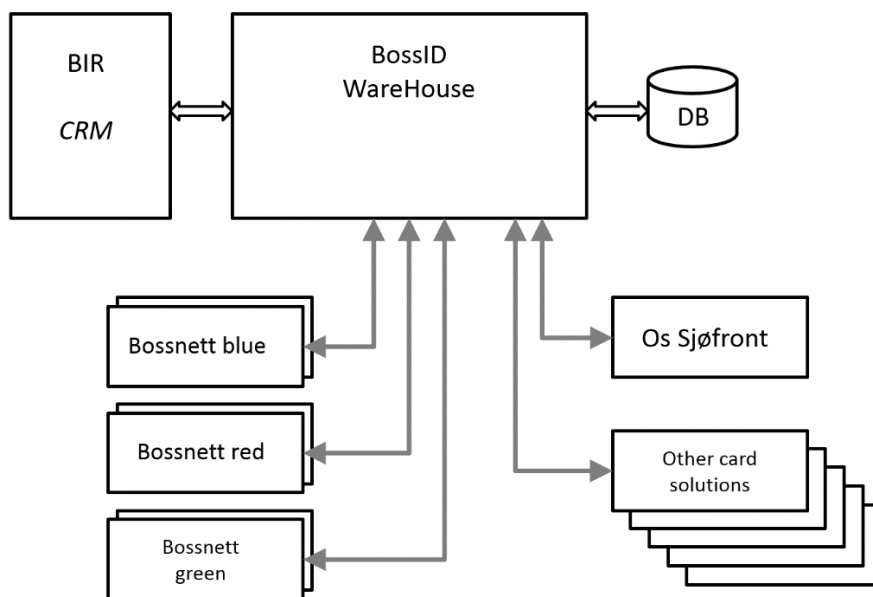 BIR
CRM
BossID
WareHouse
DB
Bossnett blue
Bossnett red
Bossnett
green
Os Sjøfront
Other card
solutions